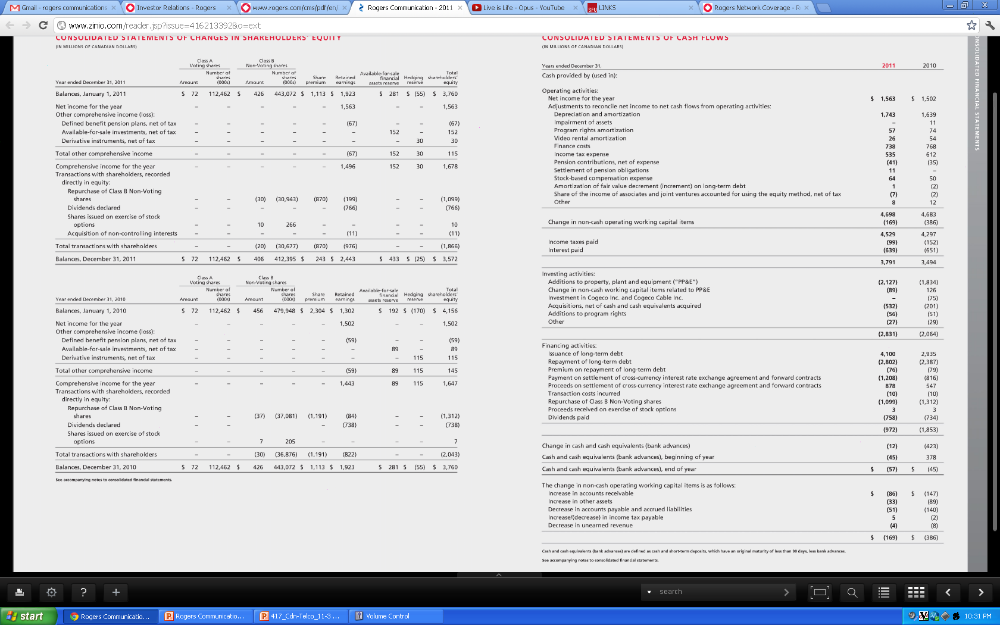 Gmail - rogers communications
Investor Relations - Rogers
www.rogers.com/cms/pdf/en/
Rogers Communication - 2011
Live is Life - Opus - YouTube
SFU LINKS
Rogers Network Coverage - R
www.zinio.com/reader.jsp?issue=416213392&o=ext
CONSOLIDATED STATEMENTS OF CHANGES IN SHAREHOLDERS' EQUITY
(IN MILLIONS OF CANADIAN DOLLARS)
Class A Voting shares Class B Non-Voting shares
Year ended December 31, 2011 Amount Number of shares (000s) Amount Number of shares (000s) Share premium Retained earnings Available-for-sale financial assets reserve Hedging reserve Total shareholders' equity
Balances, January 1, 2011 $ 72 112,462 $ 426 443,072 $ 1,113 $ 1,923 $ 281 $ (55) $ 3,760
Net income for the year – – – – – 1,563 – – 1,563
Other comprehensive income (loss):
Defined benefit pension plans, net of tax – – – – – (67) – – (67)
Available-for-sale investments, net of tax – – – – – – 152 – 152
Derivative instruments, net of tax – – – – – – – 30 30
Total other comprehensive income – – – – – (67) 152 30 115
Comprehensive income for the year – – – – – 1,496 152 30 1,678
Transactions with shareholders, recorded
directly in equity:
Repurchase of Class B Non-Voting
shares – – (30) (30,943) (870) (199) – – (1,099)
Dividends declared – – – – – (766) – – (766)
Shares issued on exercise of stock
options – – 10 266 – – – – 10
Acquisition of non-controlling interests – – – – – (11) – – (11)
Total transactions with shareholders – – (20) (30,677) (870) (976) – – (1,866)
Balances, December 31, 2011 $ 72 112,462 $ 406 412,395 $ 243 $ 2,443 $ 433 $ (25) $ 3,572
Class A Voting shares Class B Non-Voting shares
Year ended December 31, 2010 Amount Number of shares (000s) Amount Number of shares (000s) Share premium Retained earnings Available-for-sale financial assets reserve Hedging reserve Total shareholders' equity
Balances, January 1, 2010 $ 72 112,462 $ 456 479,948 $ 2,304 $ 1,302 $ 192 $ (170) $ 4,156
Net income for the year – – – – – 1,502 – – 1,502
Other comprehensive income (loss):
Defined benefit pension plans, net of tax – – – – – (59) – – (59)
Available-for-sale investments, net of tax – – – – – – 89 – 89
Derivative instruments, net of tax – – – – – – – 115 115
Total other comprehensive income – – – – – (59) 89 115 145
Comprehensive income for the year – – – – – 1,443 89 115 1,647
Transactions with shareholders, recorded
directly in equity:
Repurchase of Class B Non-Voting
shares – – (37) (37,081) (1,191) (84) – – (1,312)
Dividends declared – – – (738) – – (738)
Shares issued on exercise of stock
options – – 7 205 – – – – 7
Total transactions with shareholders – – (30) (36,876) (1,191) (822) – – (2,043)
Balances, December 31, 2010 $ 72 112,462 $ 426 443,072 $ 1,113 $ 1,923 $ 281 $ (55) $ 3,760
See accompanying notes to consolidated financial statements.
CONSOLIDATED STATEMENTS OF CASH FLOWS
(IN MILLIONS OF CANADIAN DOLLARS)
Years ended December 31, 2011 2010
Cash provided by (used in):
Operating activities:
Net income for the year $ 1,563 $ 1,502
Adjustments to reconcile net income to net cash flows from operating activities:
Depreciation and amortization 1,743 1,639
Impairment of assets – 11
Program rights amortization 57 74
Video rental amortization 26 54
Finance costs 738 768
Income tax expense 535 612
Pension contributions, net of expense (41) (35)
Settlement of pension obligations 11 –
Stock-based compensation expense 64 50
Amortization of fair value decrement (increment) on long-term debt 1 (2)
Share of the income of associates and joint ventures accounted for using the equity method, net of tax (7) (2)
Other 8 12
4,698 4,683
Change in non-cash operating working capital items (169) (386)
4,529 4,297
Income taxes paid (99) (152)
Interest paid (639) (651)
3,791 3,494
Investing activities:
Additions to property, plant and equipment ("PP&E") (2,127) (1,834)
Change in non-cash working capital items related to PP&E (89) 126
Investment in Cogeco Inc. and Cogeco Cable Inc. – (75)
Acquisitions, net of cash and cash equivalents acquired (532) (201)
Additions to program rights (56) (51)
Other (27) (29)
(2,831) (2,064)
Financing activities:
Issuance of long-term debt 4,100 2,935
Repayment of long-term debt (2,802) (2,387)
Premium on repayment of long-term debt (76) (79)
Payment on settlement of cross-currency interest rate exchange agreement and forward contracts (1,208) (816)
Proceeds on settlement of cross-currency interest rate exchange agreement and forward contracts 878 547
Transaction costs incurred (10) (10)
Repurchase of Class B Non-Voting shares (1,099) (1,312)
Proceeds received on exercise of stock options 3 3
Dividends paid (758) (734)
(972) (1,853)
Change in cash and cash equivalents (bank advances) (12) (423)
Cash and cash equivalents (bank advances), beginning of year (45) 378
Cash and cash equivalents (bank advances), end of year $ (57) $ (45)
The change in non-cash operating working capital items is as follows:
Increase in accounts receivable $ (86) $ (147)
Increase in other assets (33) (89)
Decrease in accounts payable and accrued liabilities (51) (140)
Increase/(decrease) in income tax payable 5 (2)
Decrease in unearned revenue (4) (8)
$ (169) $ (386)
Cash and cash equivalents (bank advances) are defined as cash and short-term deposits, which have an original maturity of less than 90 days, less bank advances.
See accompanying notes to consolidated financial statements.
ONSOLIDATED FINANCIAL STATEMENTS
search
start
Rogers Communicatio...
Rogers Communicatio...
417_Cdn-Telco_11-3 ...
Volume Control
10:31 PM